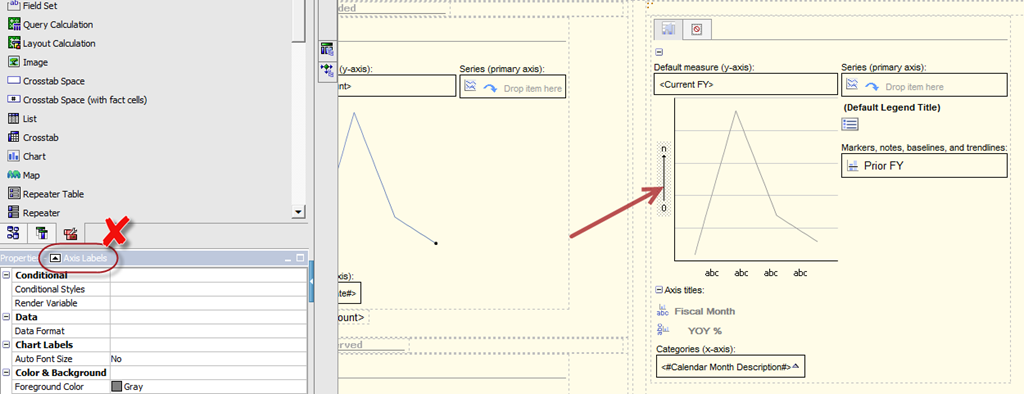 Field Set
Query Calculation
Layout Calculation
Image
Crosstab Space
Crosstab Space (with fact cells)
List
Crosstab
Chart
Map
Repeater Table
Repeater
Properties
Axis Labels
Conditional
Conditional Styles
Render Variable
Data
Data Format
Chart Labels
Auto Font Size No
Color & Background
Foreground Color Gray
ded
(y-axis):
Series (primary axis):
nt>
Drop item here
xis):
te#>
ount>
erved
Default measure (y-axis):
Series (primary axis):
<Current FY>
Drop item here
(Default Legend Title)
Markers, notes, baselines, and trendlines:
Prior FY
n
0
abc abc abc abc
Axis titles:
abc
Fiscal Month
abc
YOY %
Categories (x-axis):
<#Calendar Month Description#>